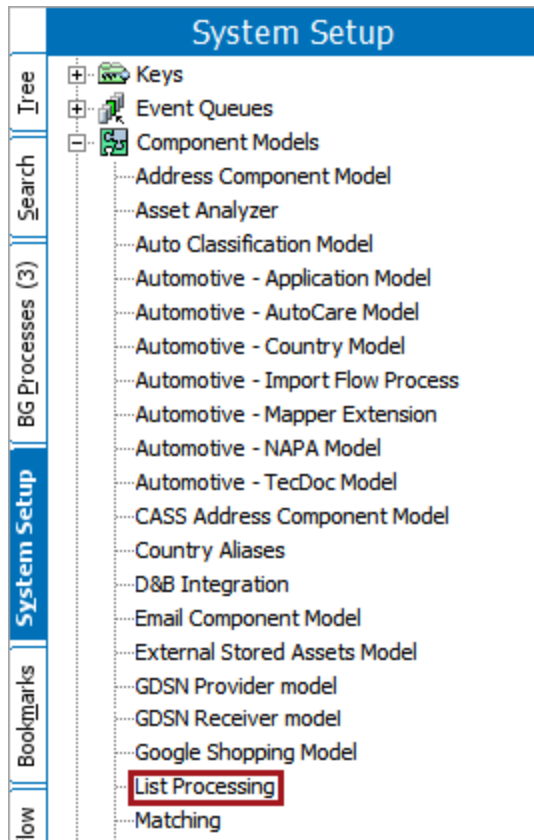 System Setup
Tree
Search
BG Processes (3)
System Setup
Bookmarks
low
Keys
Event Queues
Component Models
Address Component Model
Asset Analyzer
Auto Classification Model
Automotive - Application Model
Automotive - AutoCare Model
Automotive - Country Model
Automotive - Import Flow Process
Automotive - Mapper Extension
Automotive - NAPA Model
Automotive - TecDoc Model
CASS Address Component Model
Country Aliases
D&B Integration
Email Component Model
External Stored Assets Model
GDSN Provider model
GDSN Receiver model
Google Shopping Model
List Processing
Matching